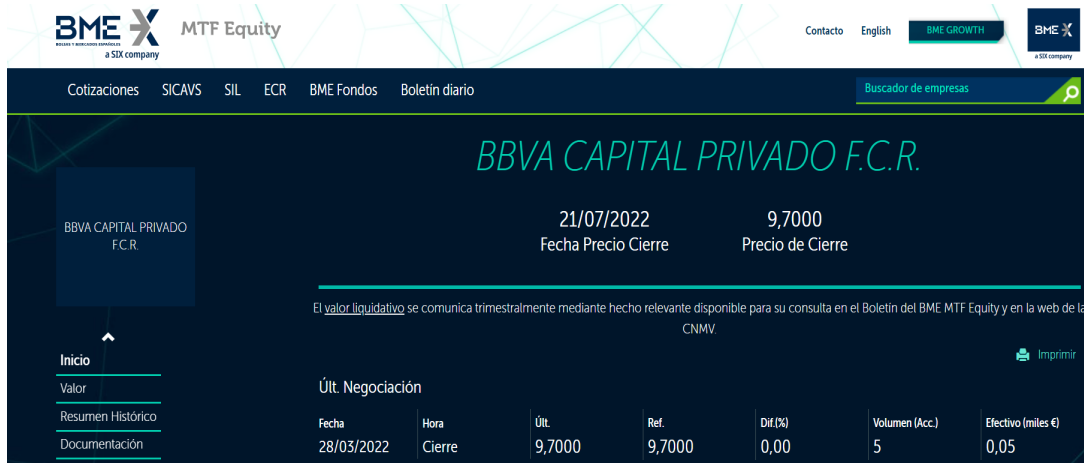 BME X MTF Equity Contacto English BME GROWTH BME X
BOLSAS Y MERCADOS ESPAÑOLES
a SIX company a SIX company
Cotizaciones SICAVS SIL ECR BME Fondos Boletín diario Buscador de empresas
BBVA CAPITAL PRIVADO F.C.R.
BBVA CAPITAL PRIVADO
F.C.R.
21/07/2022 9,7000
Fecha Precio Cierre Precio de Cierre
El valor liquidativo se comunica trimestralmente mediante hecho relevante disponible para su consulta en el Boletín del BME MTF Equity y en la web de la
CNMV.
Imprimir
Inicio
Valor
Resumen Histórico
Documentación
Últ. Negociación
Fecha Hora Últ. Ref. Dif.(%) Volumen (Acc.) Efectivo (miles €)
28/03/2022 Cierre 9,7000 9,7000 0,00 5 0,05